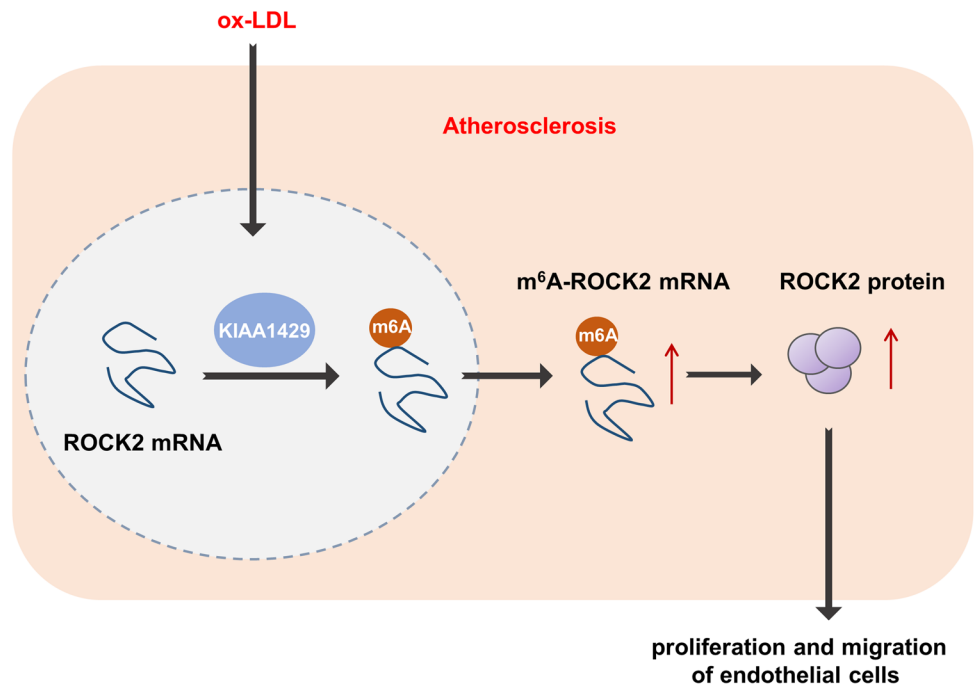 ox-LDL
Atherosclerosis
m⁶A-ROCK2 mRNA
ROCK2 protein
KIAA1429
m6A
m6A
ROCK2 mRNA
proliferation and migration
of endothelial cells